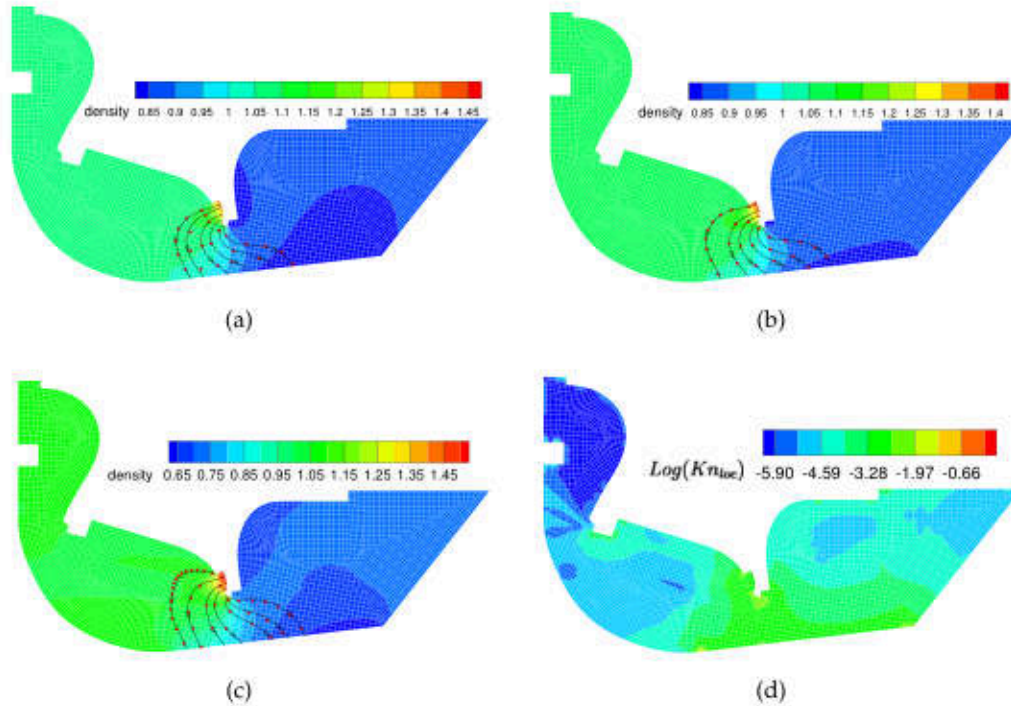 density 0.85 0.9 0.95 1 1.05 1.1 1.15 1.2 1.25 1.3 1.35 1.4 1.45
density 0.85 0.9 0.95 1 1.05 1.1 1.15 1.2 1.25 1.3 1.35 1.4
(a)
(b)
density 0.65 0.75 0.85 0.95 1.05 1.15 1.25 1.35 1.45
Log(Kn_loc) -5.90 -4.59 -3.28 -1.97 -0.66
(c)
(d)